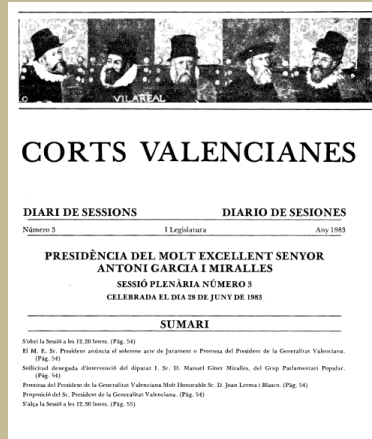 VILAREAL
CORTS VALENCIANES
DIARI DE SESSIONS DIARIO DE SESIONES
Número 3 I Legislatura Any 1983
PRESIDÈNCIA DEL MOLT EXCELLENT SENYOR
ANTONI GARCIA I MIRALLES
SESSIÓ PLENÀRIA NÚMERO 3
CELEBRADA EL DIA 28 DE JUNY DE 1983
SUMARI
S'obri la Sessió a les 12.20 hores. (Pàg. 54)
El M. E. Sr. President anúncia el solemne acte de Jurament o Promesa del President de la Generalitat Valenciana.
(Pàg. 54)
Sol·licitud denegada d'intervenció del diputat I. Sr. D. Manuel Giner Miralles, del Grup Parlamentari Popular.
(Pàg. 54)
Promesa del President de la Generalitat Valenciana Molt Honorable Sr. D. Joan Lerma i Blasco. (Pàg. 54)
Proposició del Sr. President de la Generalitat Valenciana. (Pàg. 54)
S'alça la Sessió a les 12.30 hores. (Pàg. 55)